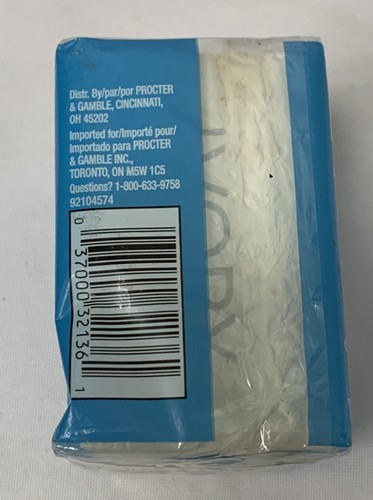 Distr. By/par/por PROCTER
& GAMBLE, CINCINNATI,
OH 45202
Imported for/Importé pour/
Importado para PROCTER
& GAMBLE INC.,
TORONTO, ON M5W 1C5
Questions? 1-800-633-9758
92104574
0 37000 32136 1
IVORY